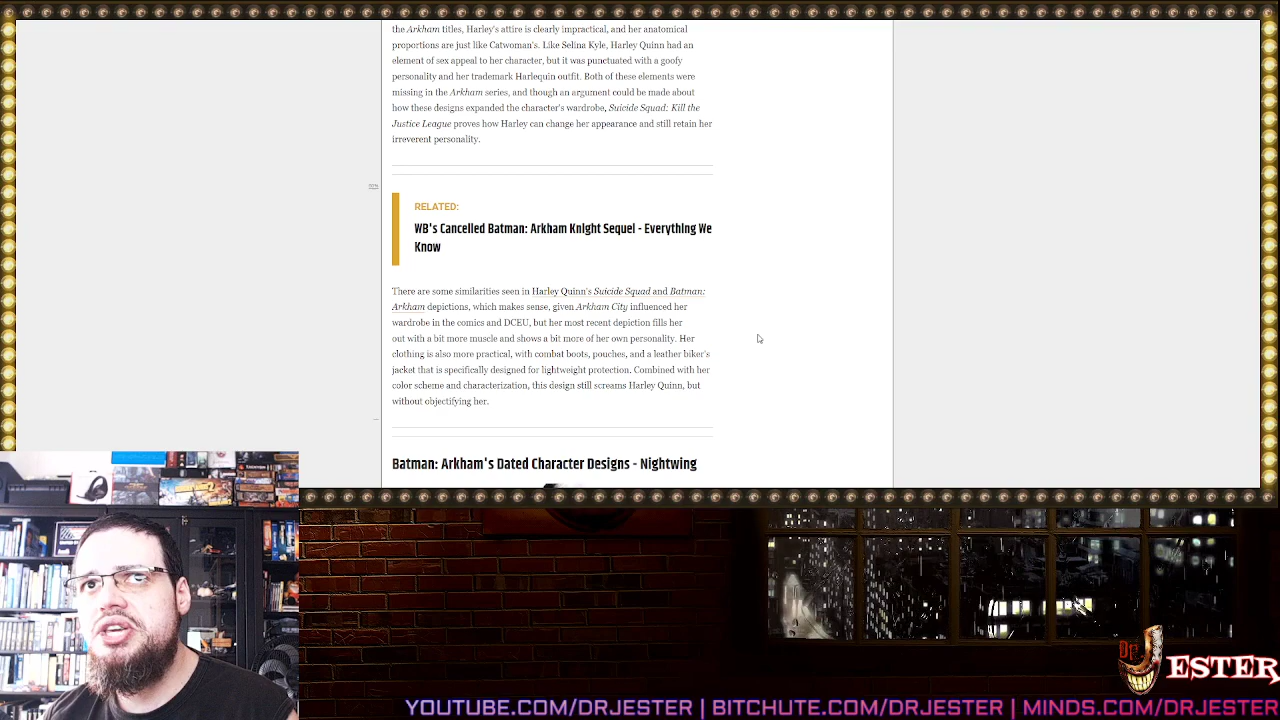 the Arkham titles, Harley's attire is clearly impractical, and her anatomical
proportions are just like Catwoman's. Like Selina Kyle, Harley Quinn had an
element of sex appeal to her character, but it was punctuated with a goofy
personality and her trademark Harlequin outfit. Both of these elements were
missing in the Arkham series, and though an argument could be made about
how these designs expanded the character's wardrobe, Suicide Squad: Kill the
Justice League proves how Harley can change her appearance and still retain her
irreverent personality.
RELATED:
WB's Cancelled Batman: Arkham Knight Sequel - Everything We
Know
There are some similarities seen in Harley Quinn's Suicide Squad and Batman:
Arkham depictions, which makes sense, given Arkham City influenced her
wardrobe in the comics and DCEU, but her most recent depiction fills her
out with a bit more muscle and shows a bit more of her own personality. Her
clothing is also more practical, with combat boots, pouches, and a leather biker's
jacket that is specifically designed for lightweight protection. Combined with her
color scheme and characterization, this design still screams Harley Quinn, but
without objectifying her.
Batman: Arkham's Dated Character Designs - Nightwing
Dr JESTER
YOUTUBE.COM/DRJESTER | BITCHUTE.COM/DRJESTER | MINDS.COM/DRJESTER